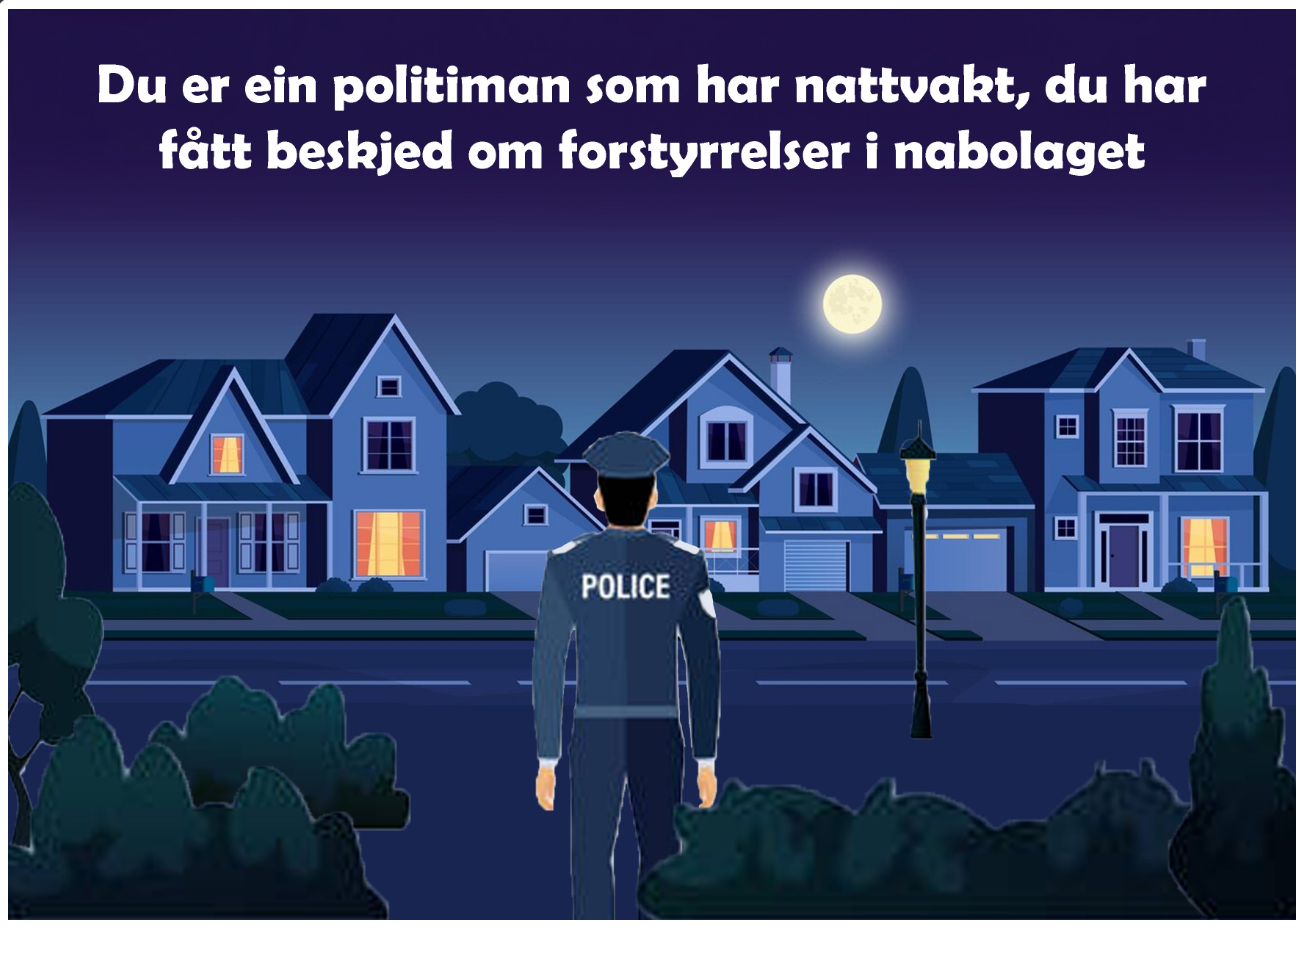 Du er ein politiman som har nattvakt, du har
fått beskjed om forstyrrelser i nabolaget
POLICE